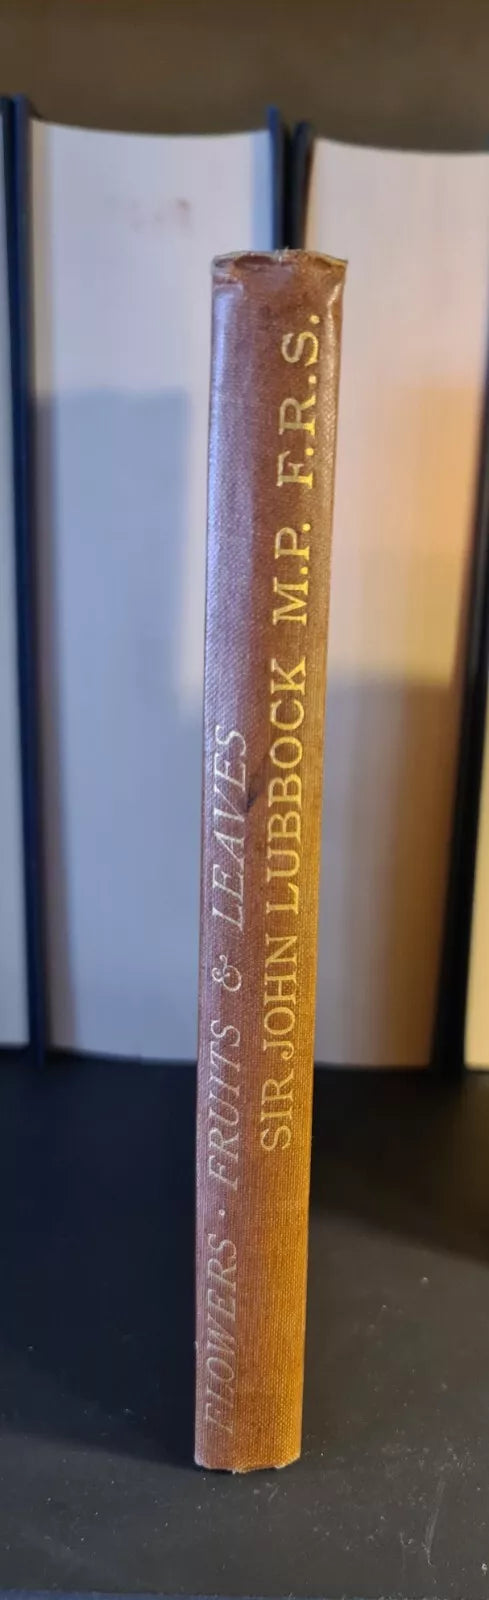 FLOWERS · FRUITS & LEAVES
SIR JOHN LUBBOCK M.P. F.R.S.